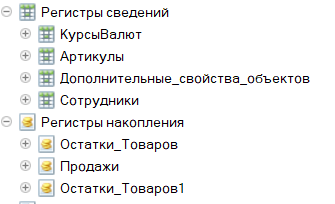 Регистры сведений
КурсыВалют
Артикулы
Дополнительные_свойства_объектов
Сотрудники
Регистры накопления
Остатки_Товаров
Продажи
Остатки_Товаров1